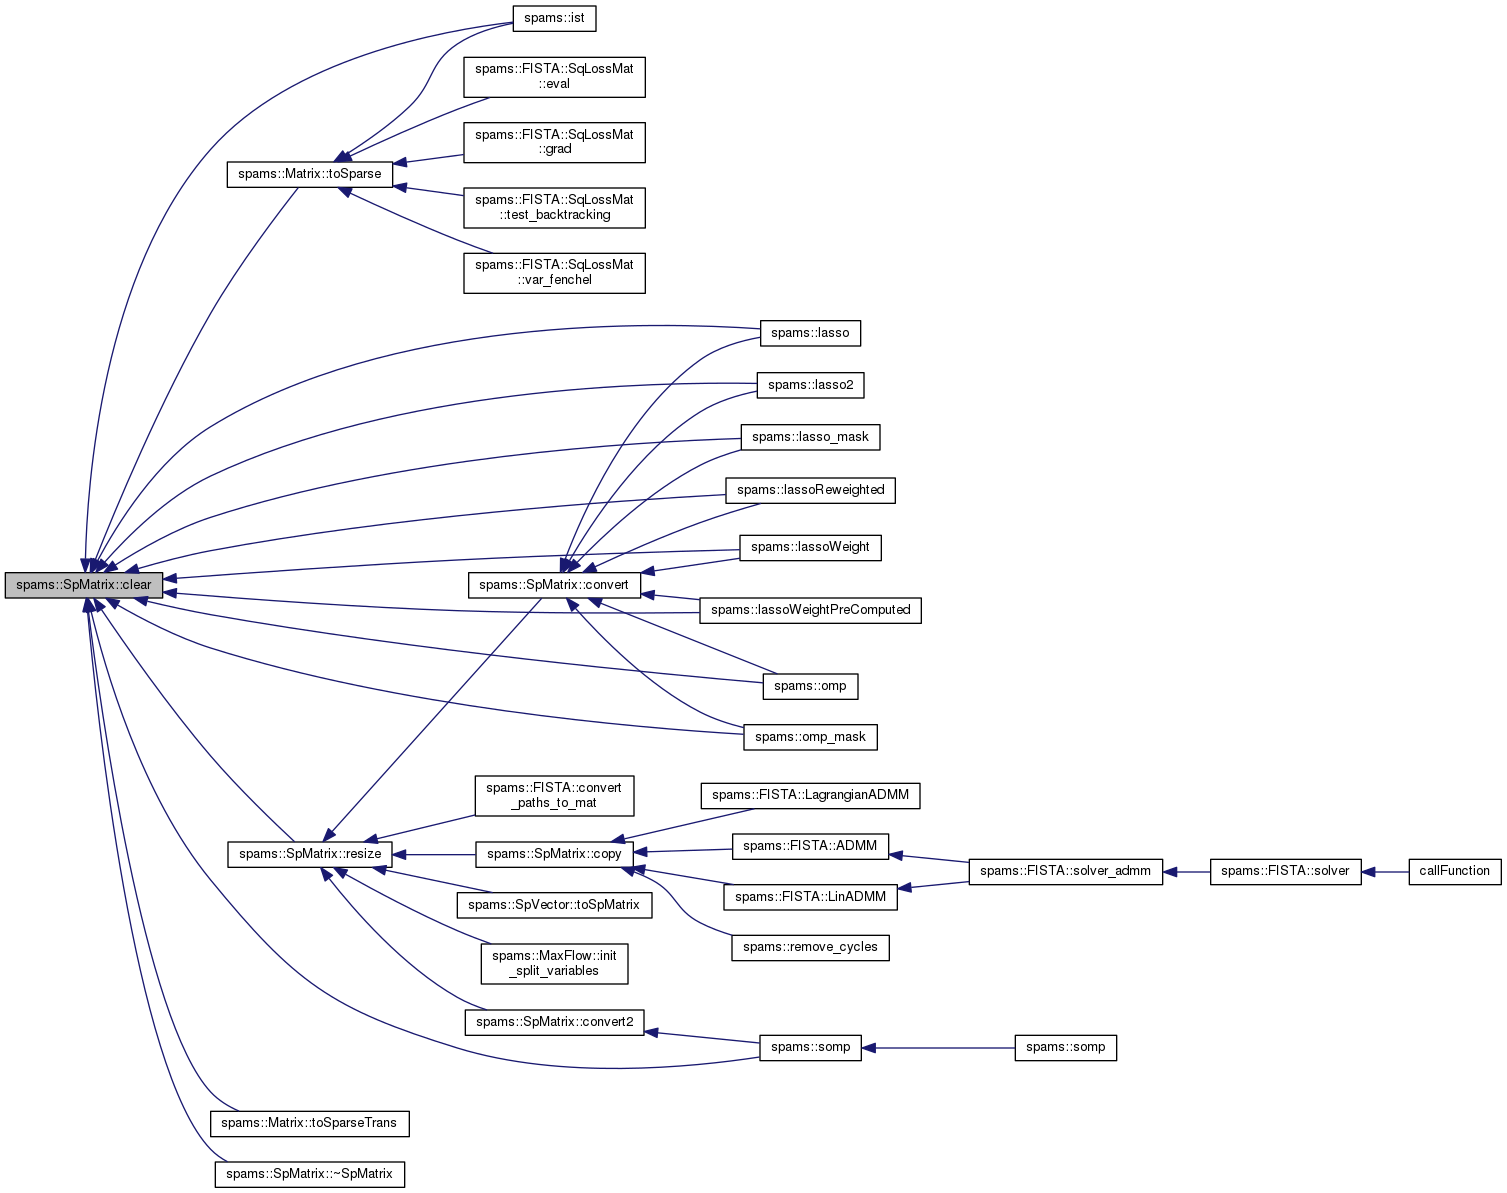 spams::ist
spams::FISTA::SqLossMat
::eval
spams::FISTA::SqLossMat
::grad
spams::Matrix::toSparse
spams::FISTA::SqLossMat
::test_backtracking
spams::FISTA::SqLossMat
::var_fenchel
spams::lasso
spams::lasso2
spams::lasso_mask
spams::lassoReweighted
spams::lassoWeight
spams::SpMatrix::clear
spams::SpMatrix::convert
spams::lassoWeightPreComputed
spams::omp
spams::omp_mask
spams::FISTA::convert
_paths_to_mat
spams::FISTA::LagrangianADMM
spams::SpMatrix::resize
spams::SpMatrix::copy
spams::FISTA::ADMM
spams::FISTA::solver_admm
spams::FISTA::solver
callFunction
spams::FISTA::LinADMM
spams::SpVector::toSpMatrix
spams::remove_cycles
spams::MaxFlow::init
_split_variables
spams::SpMatrix::convert2
spams::somp
spams::somp
spams::Matrix::toSparseTrans
spams::SpMatrix::~SpMatrix